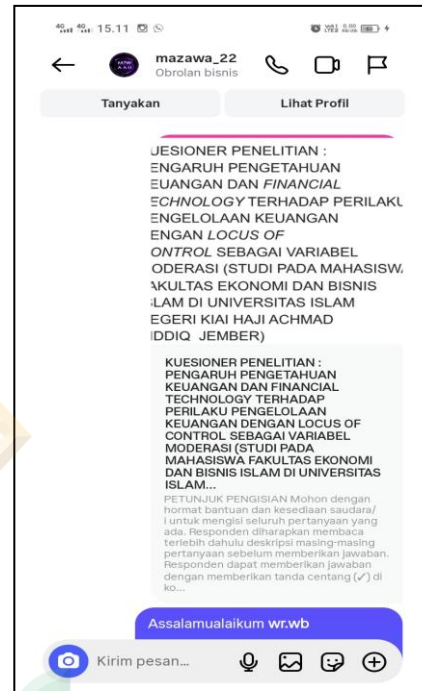 15.11
mazawa_22
Obrolan bisnis
Tanyakan
Lihat Profil
UESIONER PENELITIAN :
ENGARUH PENGETAHUAN
EUANGAN DAN FINANCIAL
ECHNOLOGY TERHADAP PERILAKU
ENGELOLAAN KEUANGAN
ENGAN LOCUS OF
ONTROL SEBAGAI VARIABEL
ODERASI (STUDI PADA MAHASISWA
AKULTAS EKONOMI DAN BISNIS
SLAM DI UNIVERSITAS ISLAM
EGERI KIAI HAJI ACHMAD
IDDIQ JEMBER)
KUESIONER PENELITIAN :
PENGARUH PENGETAHUAN
KEUANGAN DAN FINANCIAL
TECHNOLOGY TERHADAP
PERILAKU PENGELOLAAN
KEUANGAN DENGAN LOCUS OF
CONTROL SEBAGAI VARIABEL
MODERASI (STUDI PADA
MAHASISWA FAKULTAS EKONOMI
DAN BISNIS ISLAM DI UNIVERSITAS
ISLAM...
PETUNJUK PENGISIAN Mohon dengan
hormat bantuan dan kesediaan saudara/
i untuk mengisi seluruh pertanyaan yang
ada. Responden diharapkan membaca
terlebih dahulu deskripsi masing-masing
pertanyaan sebelum memberikan jawaban.
Responden dapat memberikan jawaban
dengan memberikan tanda centang (✓) di
ko...
Assalamualaikum wr.wb
Kirim pesan...